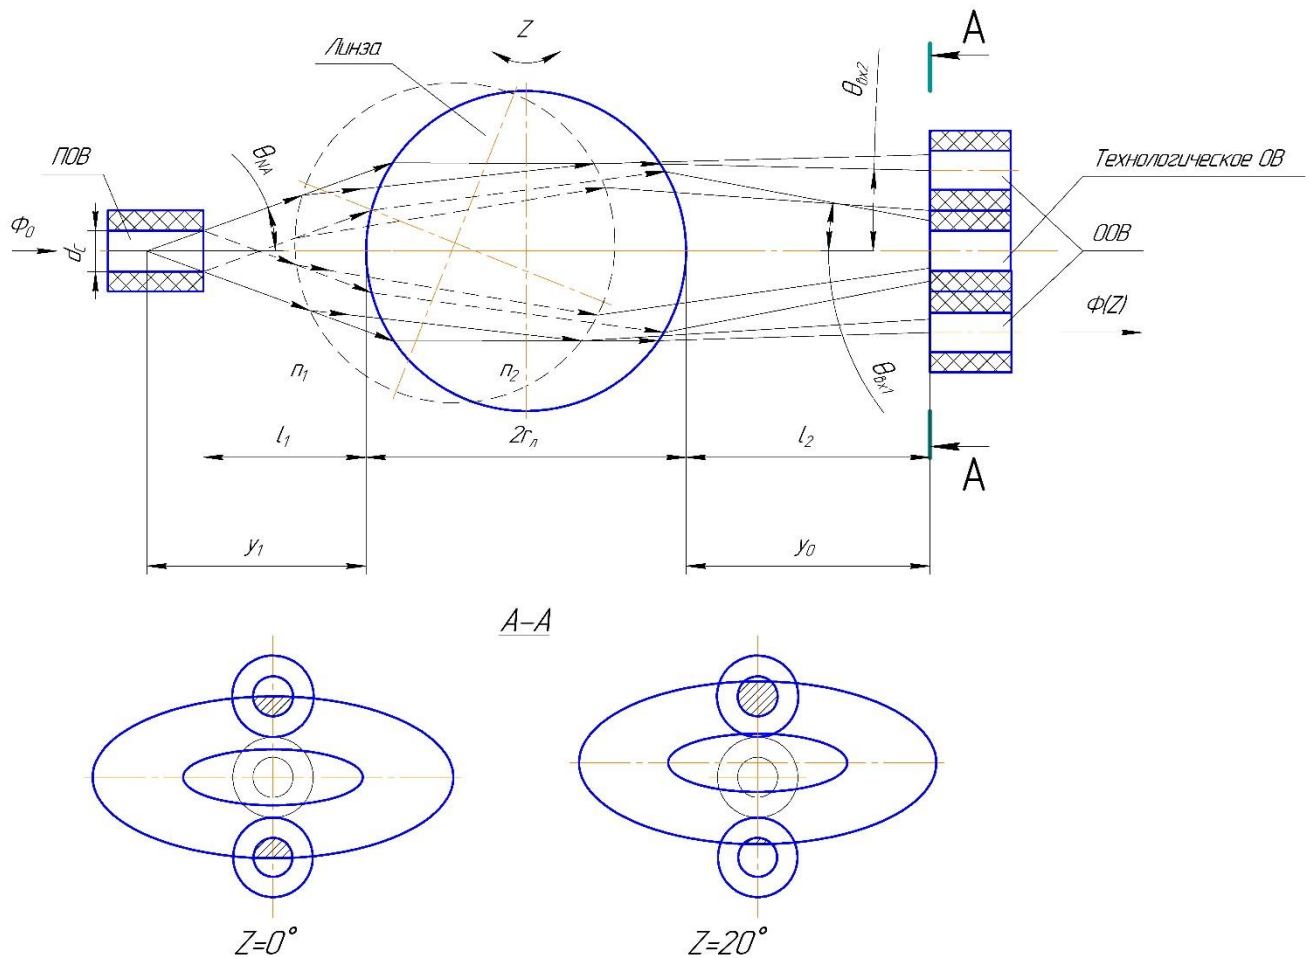 Z
A
Линза
θвх2
ПОВ
θNA
Технологическое ОВ
Φ0
dc
ООВ
Φ(Z)
n1
n2
θвх1
l1
2rл
l2
A
y1
y0
A–A
Z=0°
Z=20°